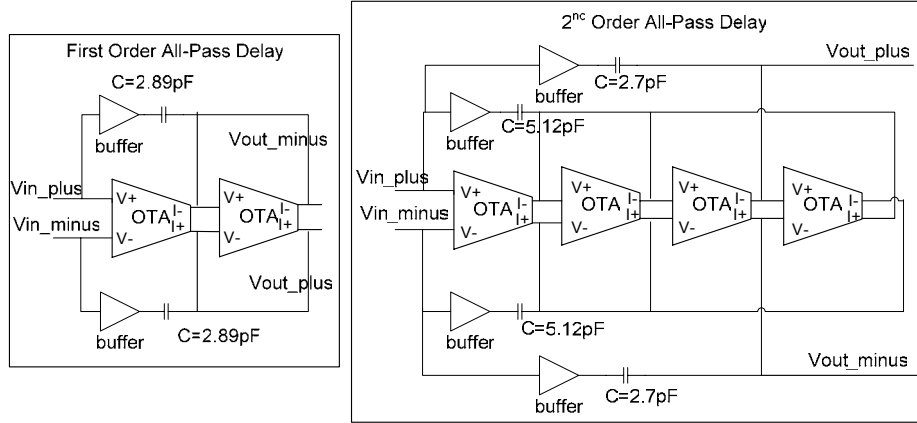 First Order All-Pass Delay
C=2.89pF
buffer
Vout_minus
Vin_plus
V+
OTA
I-
I+
V-
V+
OTA
I-
I+
V-
Vin_minus
Vout_plus
buffer
C=2.89pF
2nc Order All-Pass Delay
Vout_plus
C=2.7pF
buffer
buffer
C=5.12pF
Vin_plus
Vin_minus
V+
OTA
I-
I+
V-
V+
OTA
I-
I+
V-
V+
OTA
I-
I+
V-
V+
OTA
I-
I+
V-
buffer
C=5.12pF
Vout_minus
buffer
C=2.7pF